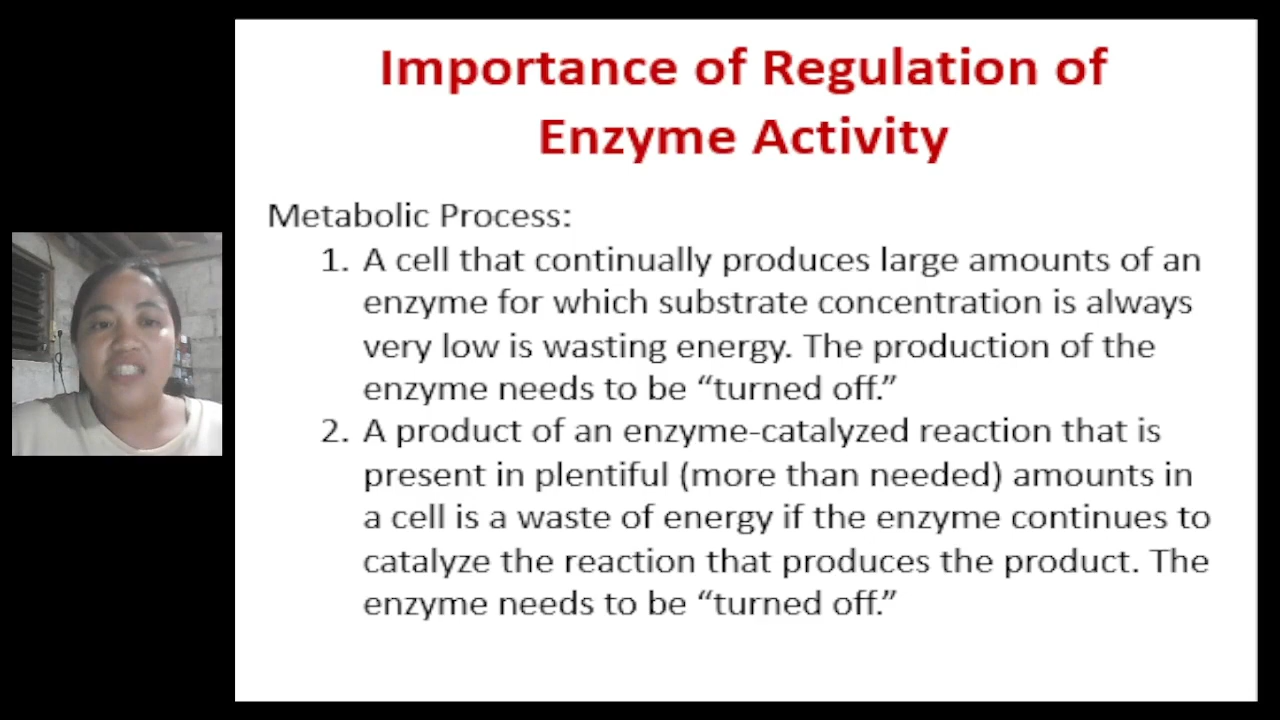 Importance of Regulation of
Enzyme Activity
Metabolic Process:
1. A cell that continually produces large amounts of an
enzyme for which substrate concentration is always
very low is wasting energy. The production of the
enzyme needs to be “turned off.”
2. A product of an enzyme-catalyzed reaction that is
present in plentiful (more than needed) amounts in
a cell is a waste of energy if the enzyme continues to
catalyze the reaction that produces the product. The
enzyme needs to be “turned off.”